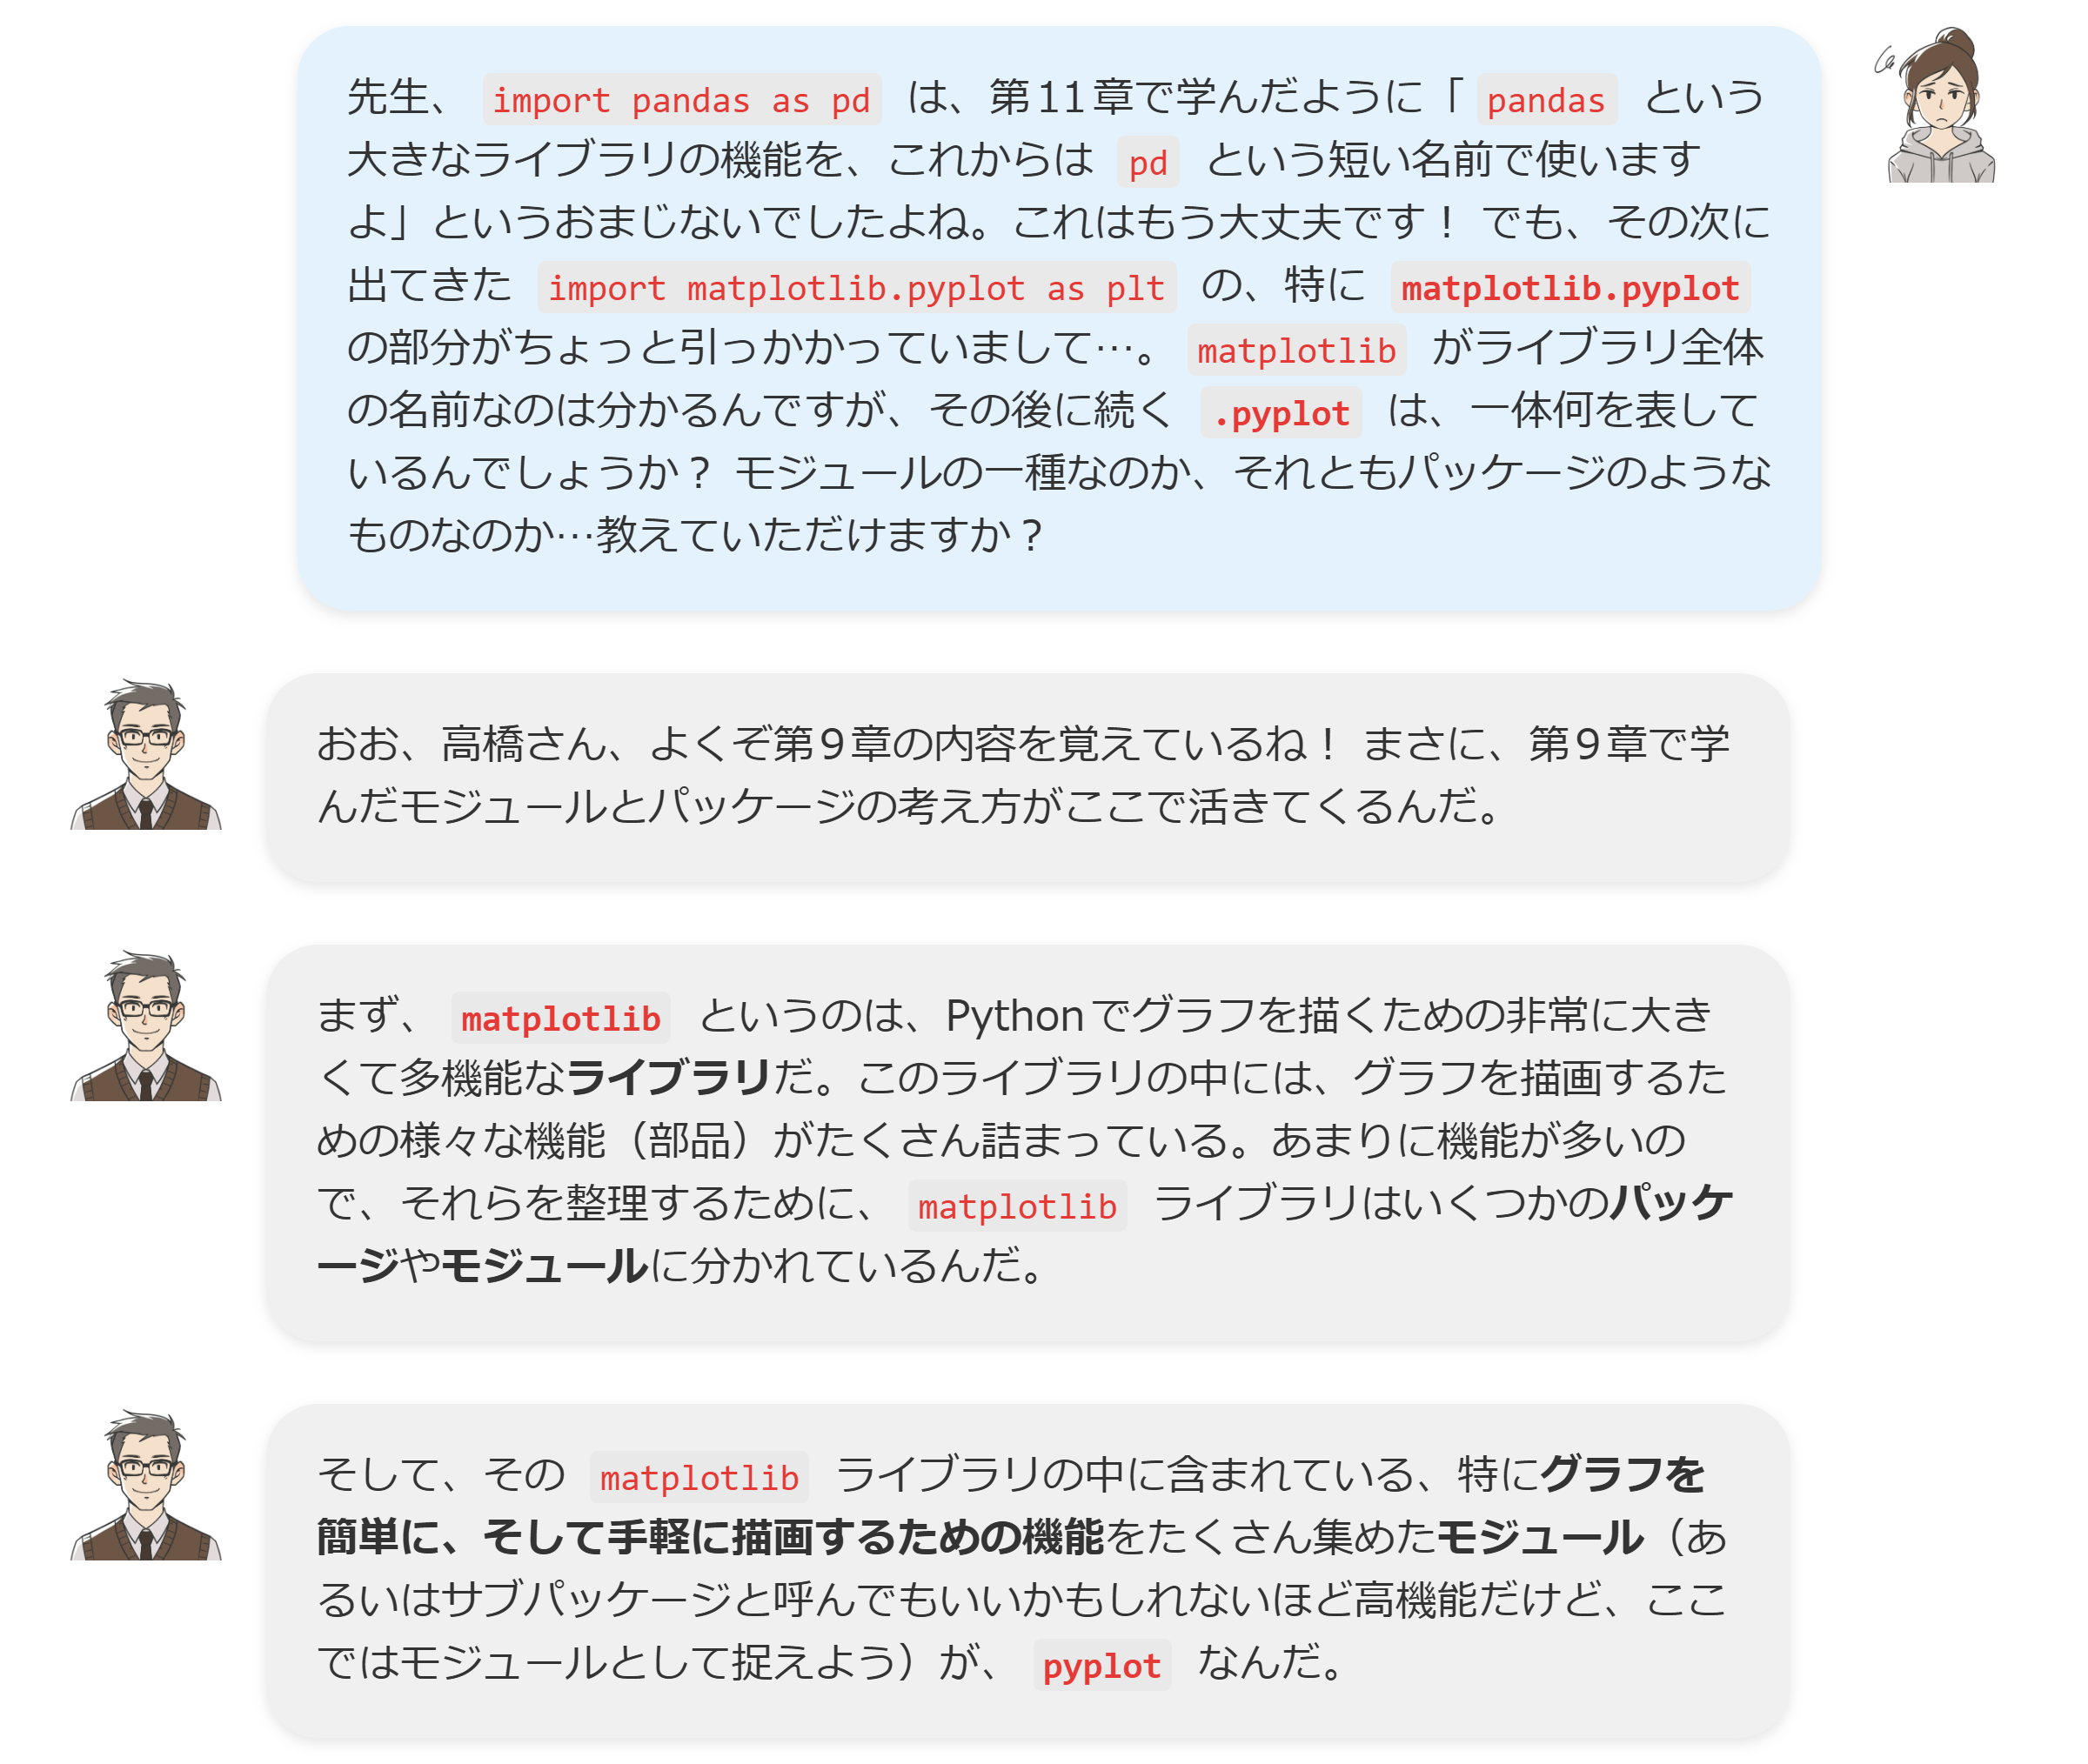 先生、 import pandas as pd は、第11章で学んだように「 pandas という
大きなライブラリの機能を、これからは pd という短い名前で使います
よ」というおまじないでしたよね。これはもう大丈夫です！ でも、その次に
出てきた import matplotlib.pyplot as plt の、特に matplotlib.pyplot
の部分がちょっと引っかかっていまして…。 matplotlib がライブラリ全体
の名前なのは分かるんですが、その後に続く .pyplot は、一体何を表して
いるんでしょうか？ モジュールの一種なのか、それともパッケージのような
ものなのか…教えていただけますか？
おお、高橋さん、よくぞ第９章の内容を覚えているね！ まさに、第９章で学
んだモジュールとパッケージの考え方がここで活きてくるんだ。
まず、 matplotlib というのは、Pythonでグラフを描くための非常に大き
くて多機能なライブラリだ。このライブラリの中には、グラフを描画するた
めの様々な機能（部品）がたくさん詰まっている。あまりに機能が多いの
で、それらを整理するために、 matplotlib ライブラリはいくつかのパッケ
ージやモジュールに分かれているんだ。
そして、その matplotlib ライブラリの中に含まれている、特にグラフを
簡単に、そして手軽に描画するための機能をたくさん集めたモジュール（あ
るいはサブパッケージと呼んでもいいかもしれないほど高機能だけど、ここ
ではモジュールとして捉えよう）が、 pyplot なんだ。